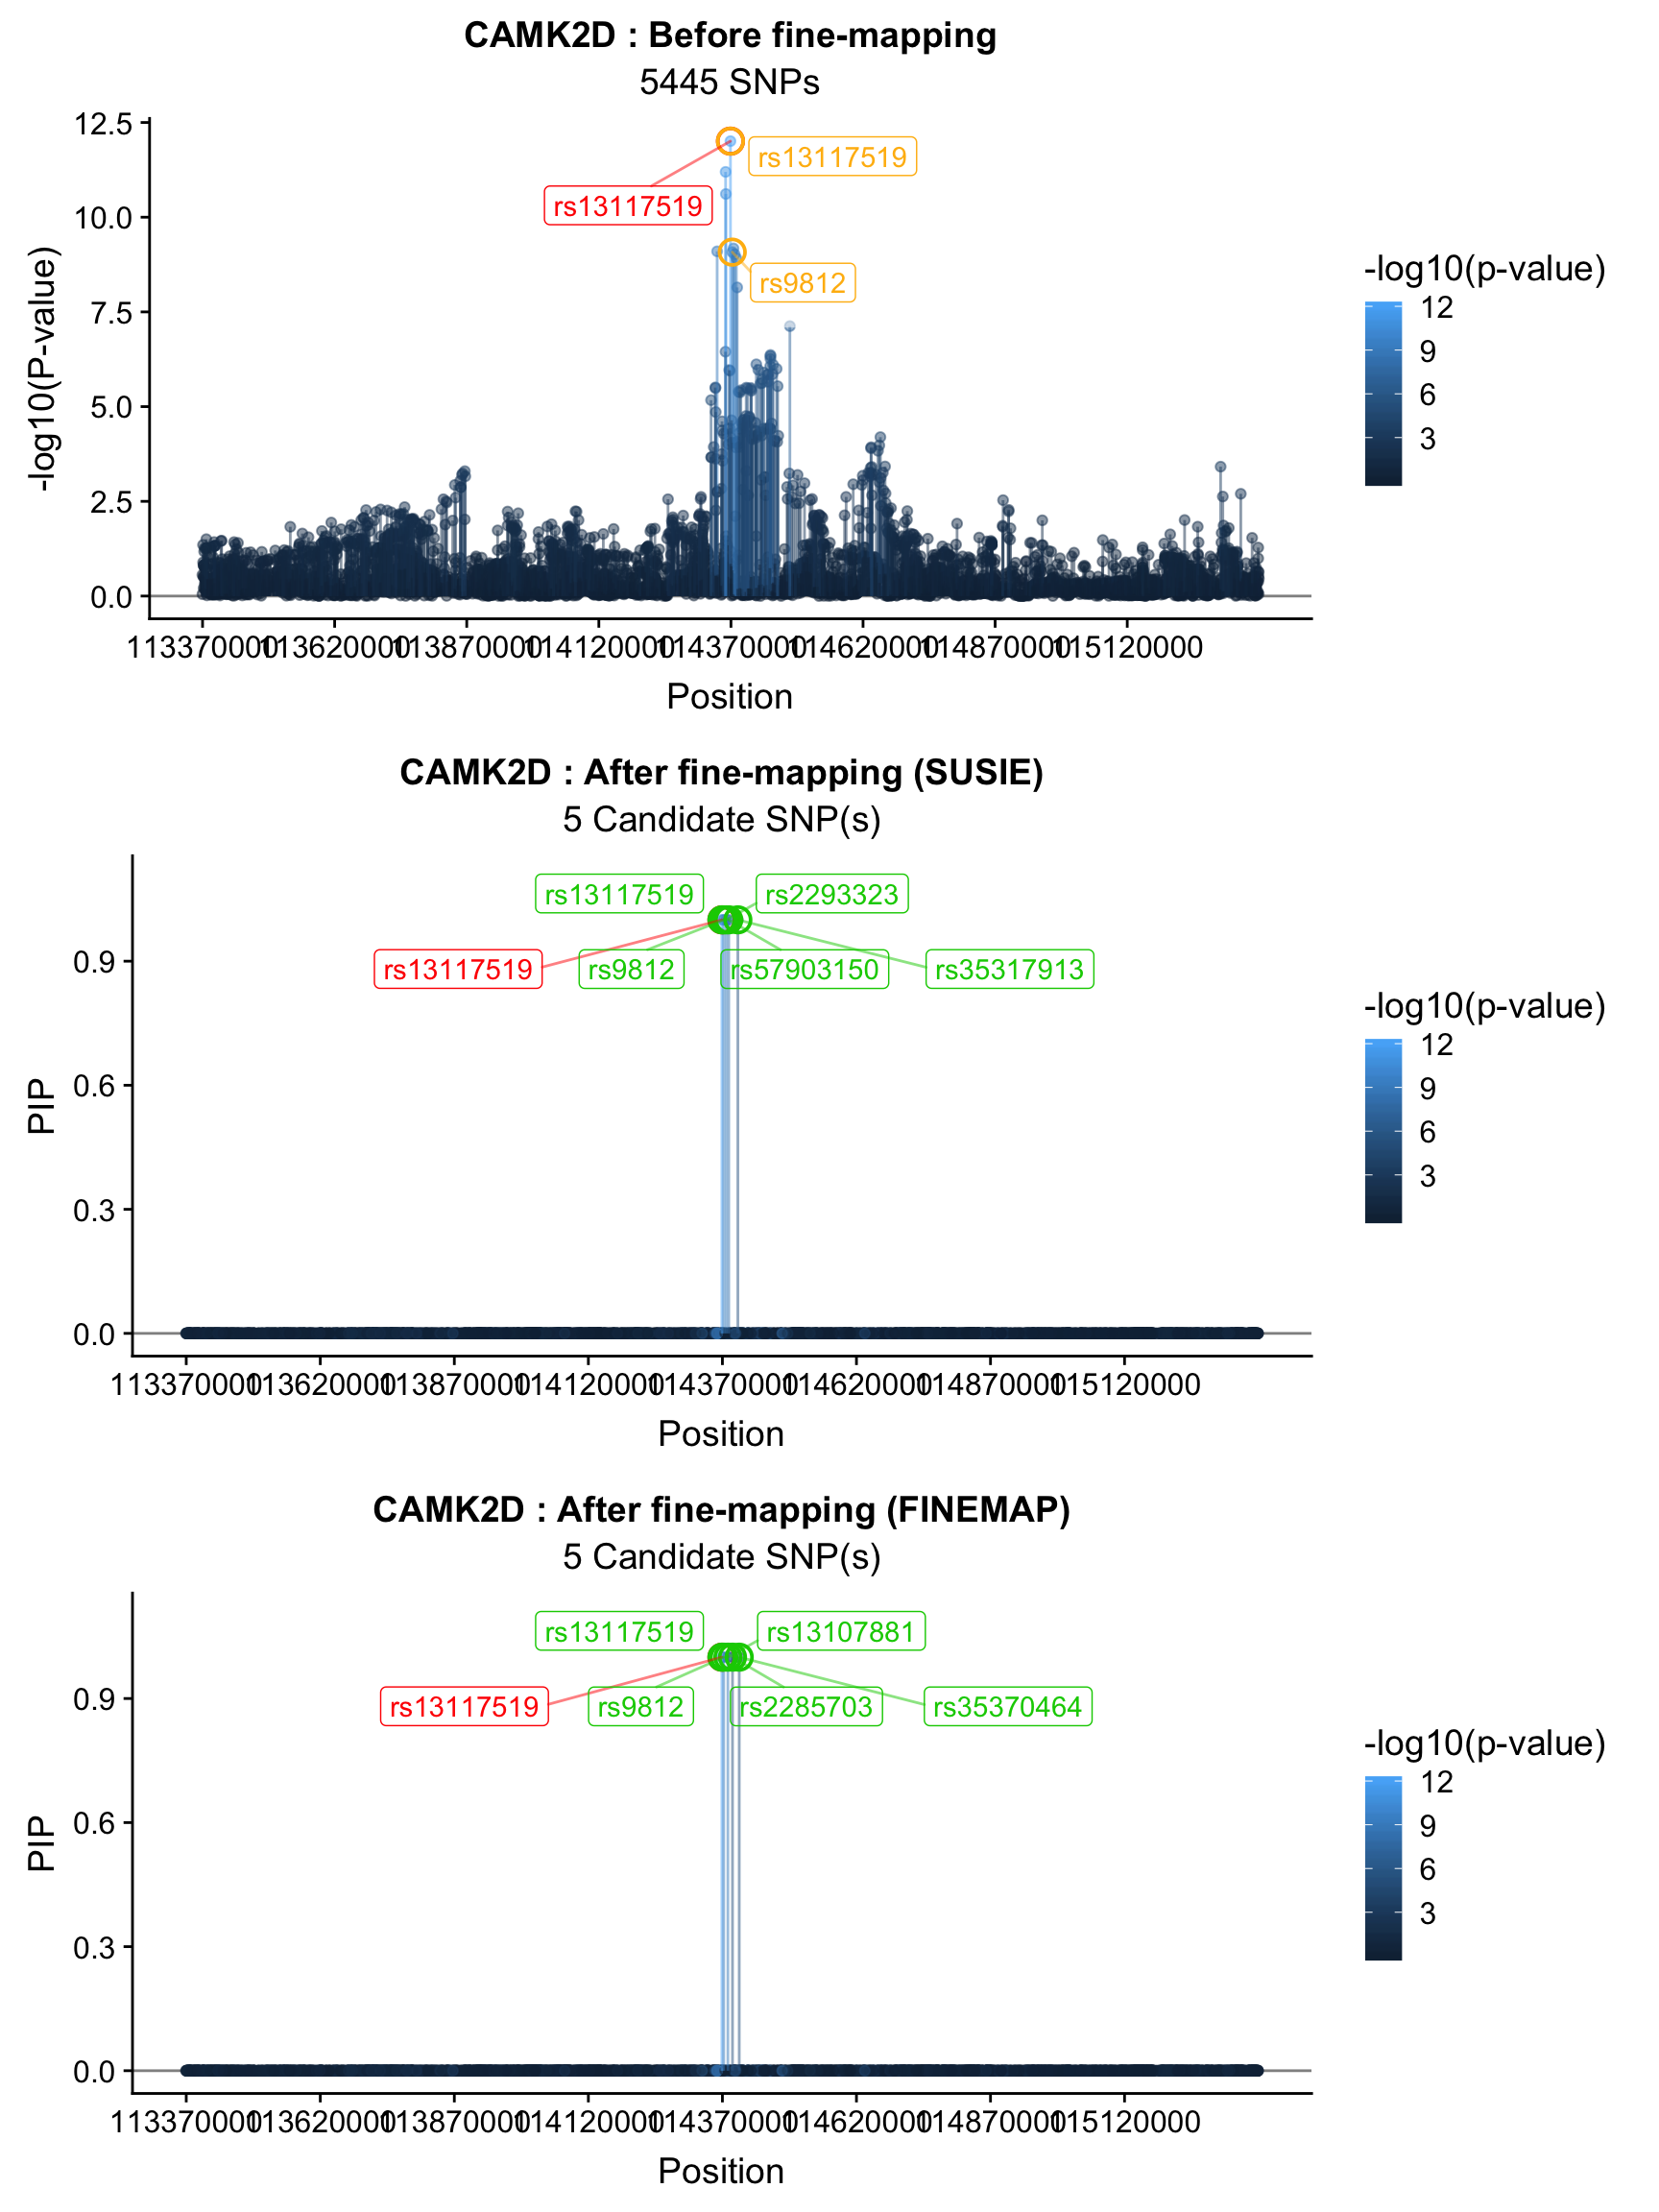 CAMK2D : Before fine-mapping
5445 SNPs
12.5
10.0
7.5
5.0
2.5
0.0
-log10(P-value)
rs13117519
rs13117519
rs9812
113370000 113620000 113870000 114120000 114370000 114620000 114870000 115120000
Position
-log10(p-value)
12
9
6
3
CAMK2D : After fine-mapping (SUSIE)
5 Candidate SNP(s)
0.9
0.6
0.3
0.0
PIP
rs13117519 rs2293323
rs13117519 rs9812 rs57903150 rs35317913
113370000 113620000 113870000 114120000 114370000 114620000 114870000 115120000
Position
-log10(p-value)
12
9
6
3
CAMK2D : After fine-mapping (FINEMAP)
5 Candidate SNP(s)
0.9
0.6
0.3
0.0
PIP
rs13117519 rs13107881
rs13117519 rs9812 rs2285703 rs35370464
113370000 113620000 113870000 114120000 114370000 114620000 114870000 115120000
Position
-log10(p-value)
12
9
6
3